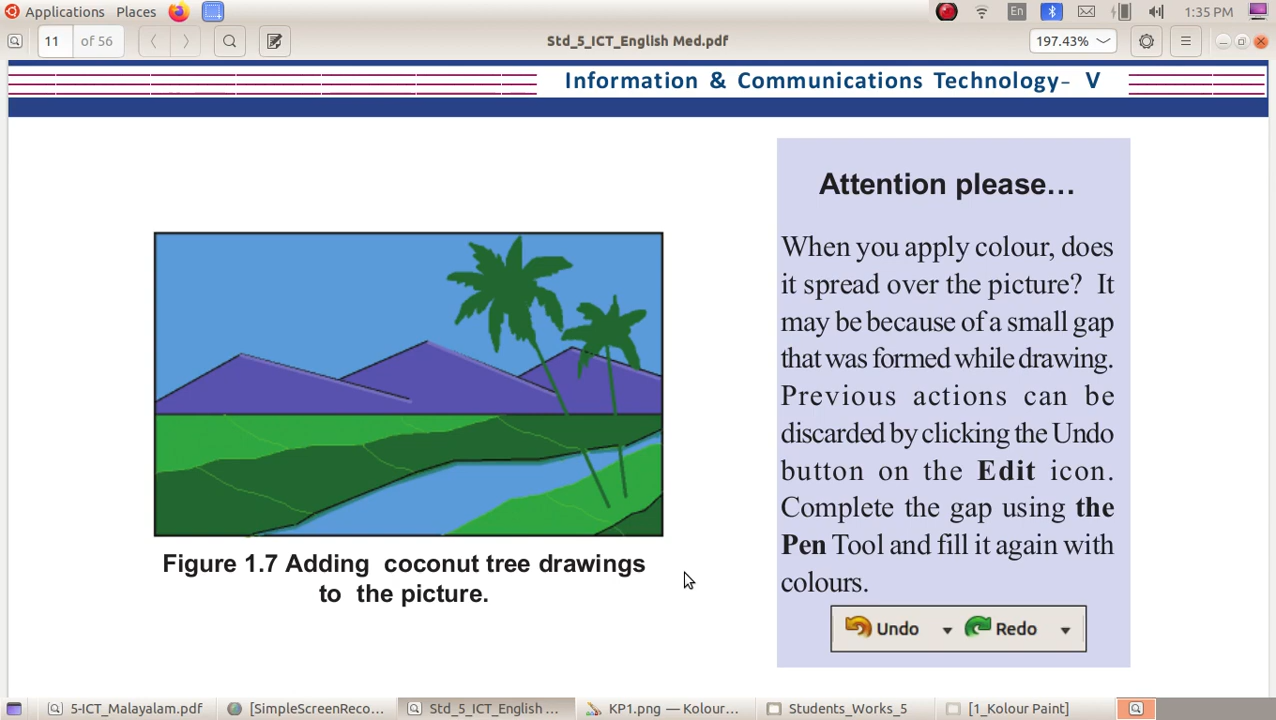 Applications Places En 1:35 PM
11 of 56 Std_5_ICT_English Med.pdf 197.43%
Information & Communications Technology– V
Attention please…
When you apply colour, does
it spread over the picture? It
may be because of a small gap
that was formed while drawing.
Previous actions can be
discarded by clicking the Undo
button on the Edit icon.
Complete the gap using the
Pen Tool and fill it again with
colours.
Undo Redo
Figure 1.7 Adding coconut tree drawings
to the picture.
5-ICT_Malayalam.pdf [SimpleScreenReco... Std_5_ICT_English ... KP1.png — Kolour... Students_Works_5 [1_Kolour Paint]